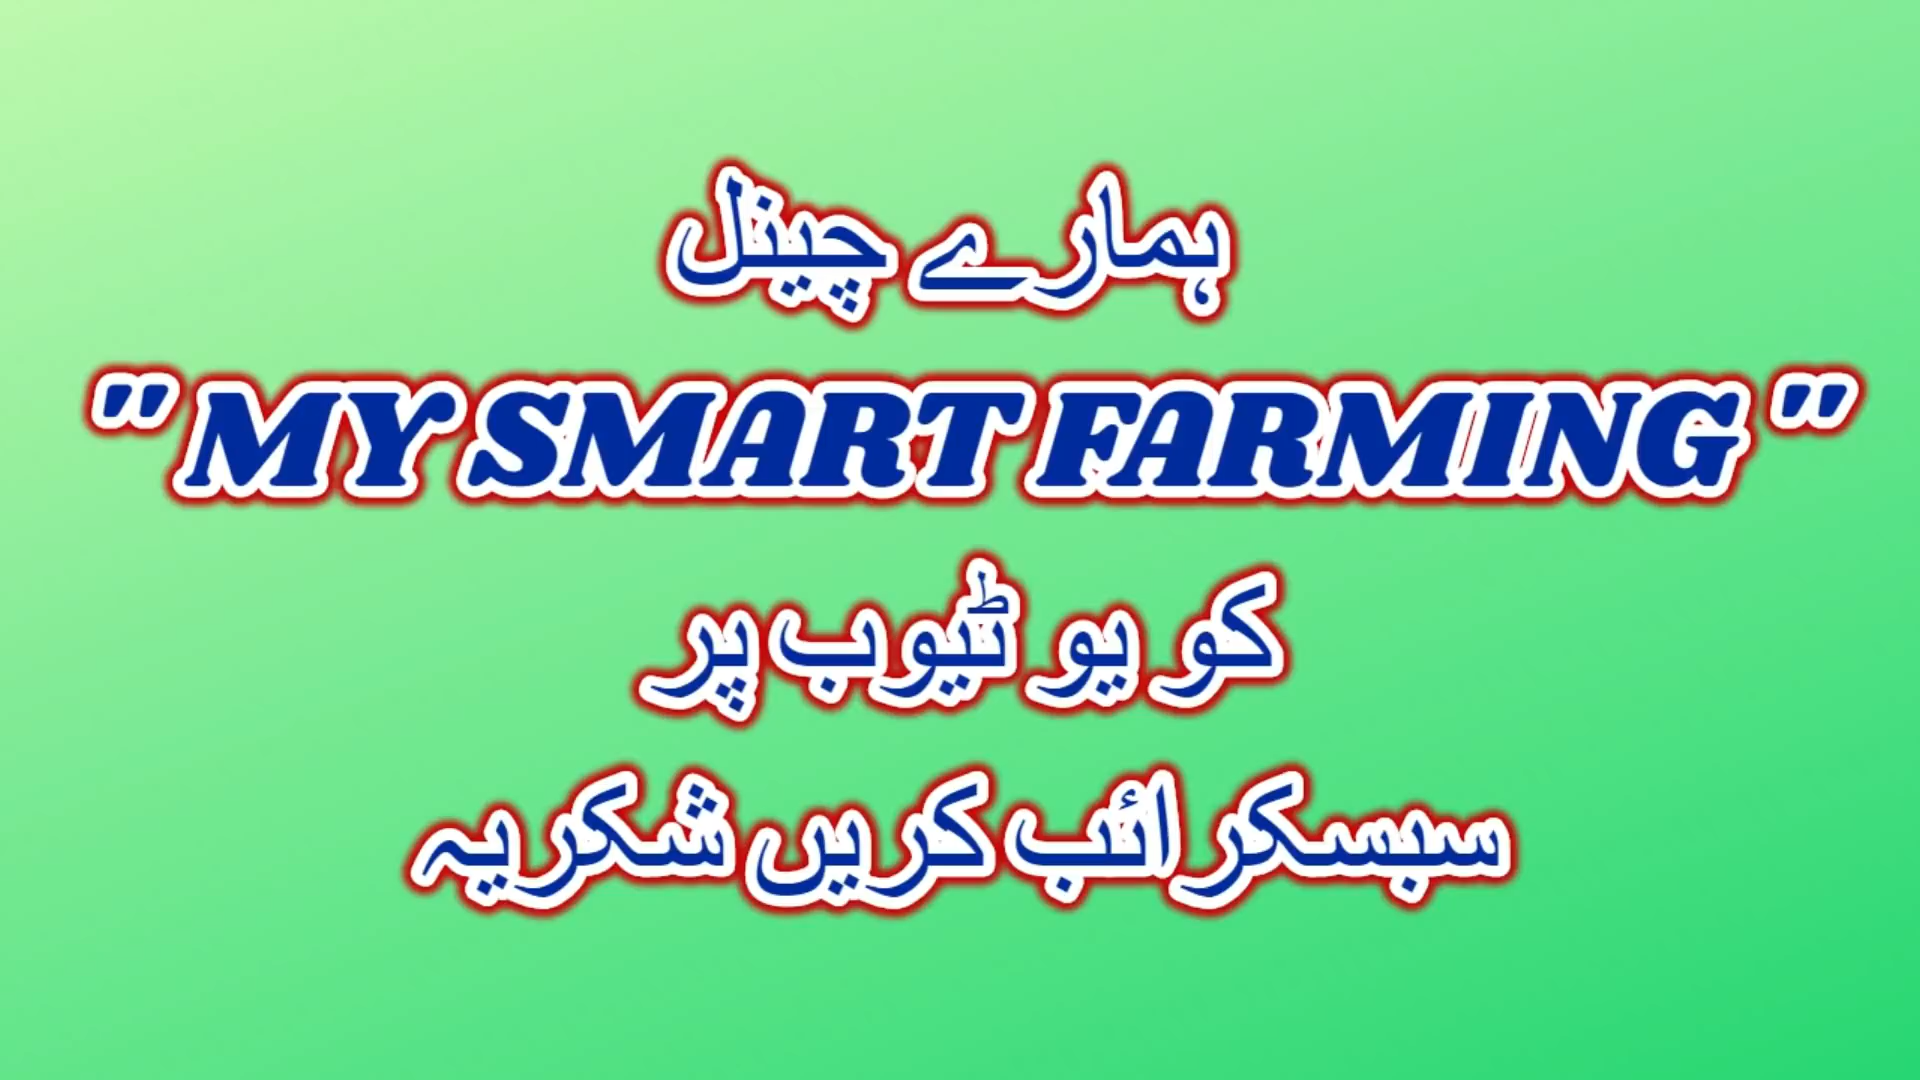 ہمارے چینل
" MY SMART FARMING "
کو یو ٹیوب پر
سبسکرائب کریں شکریہ